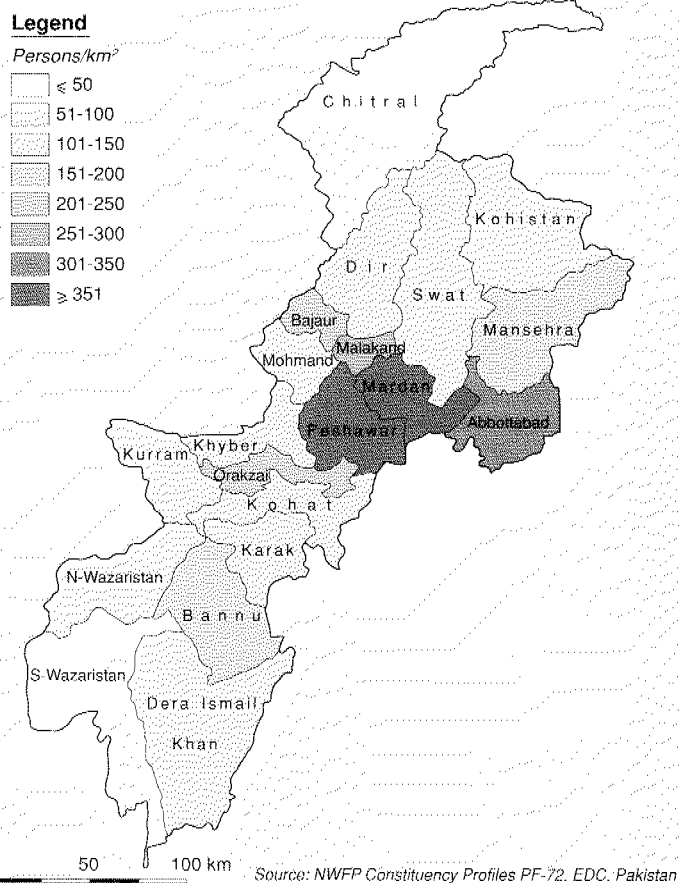 Legend
Persons/km²
⩽ 50
51-100
101-150
151-200
201-250
251-300
301-350
⩾ 351
Chitral
Kohistan
Dir
Swat
Bajaur
Mansehra
Malakand
Mohmand
Mardan
Abbottabad
Peshawar
Khyber
Kurram
Orakzai
Kohat
Karak
N-Wazaristan
Bannu
S-Wazaristan
Dera Ismail
Khan
50 100 km
Source: NWFP Constituency Profiles PF-72, EDC, Pakistan